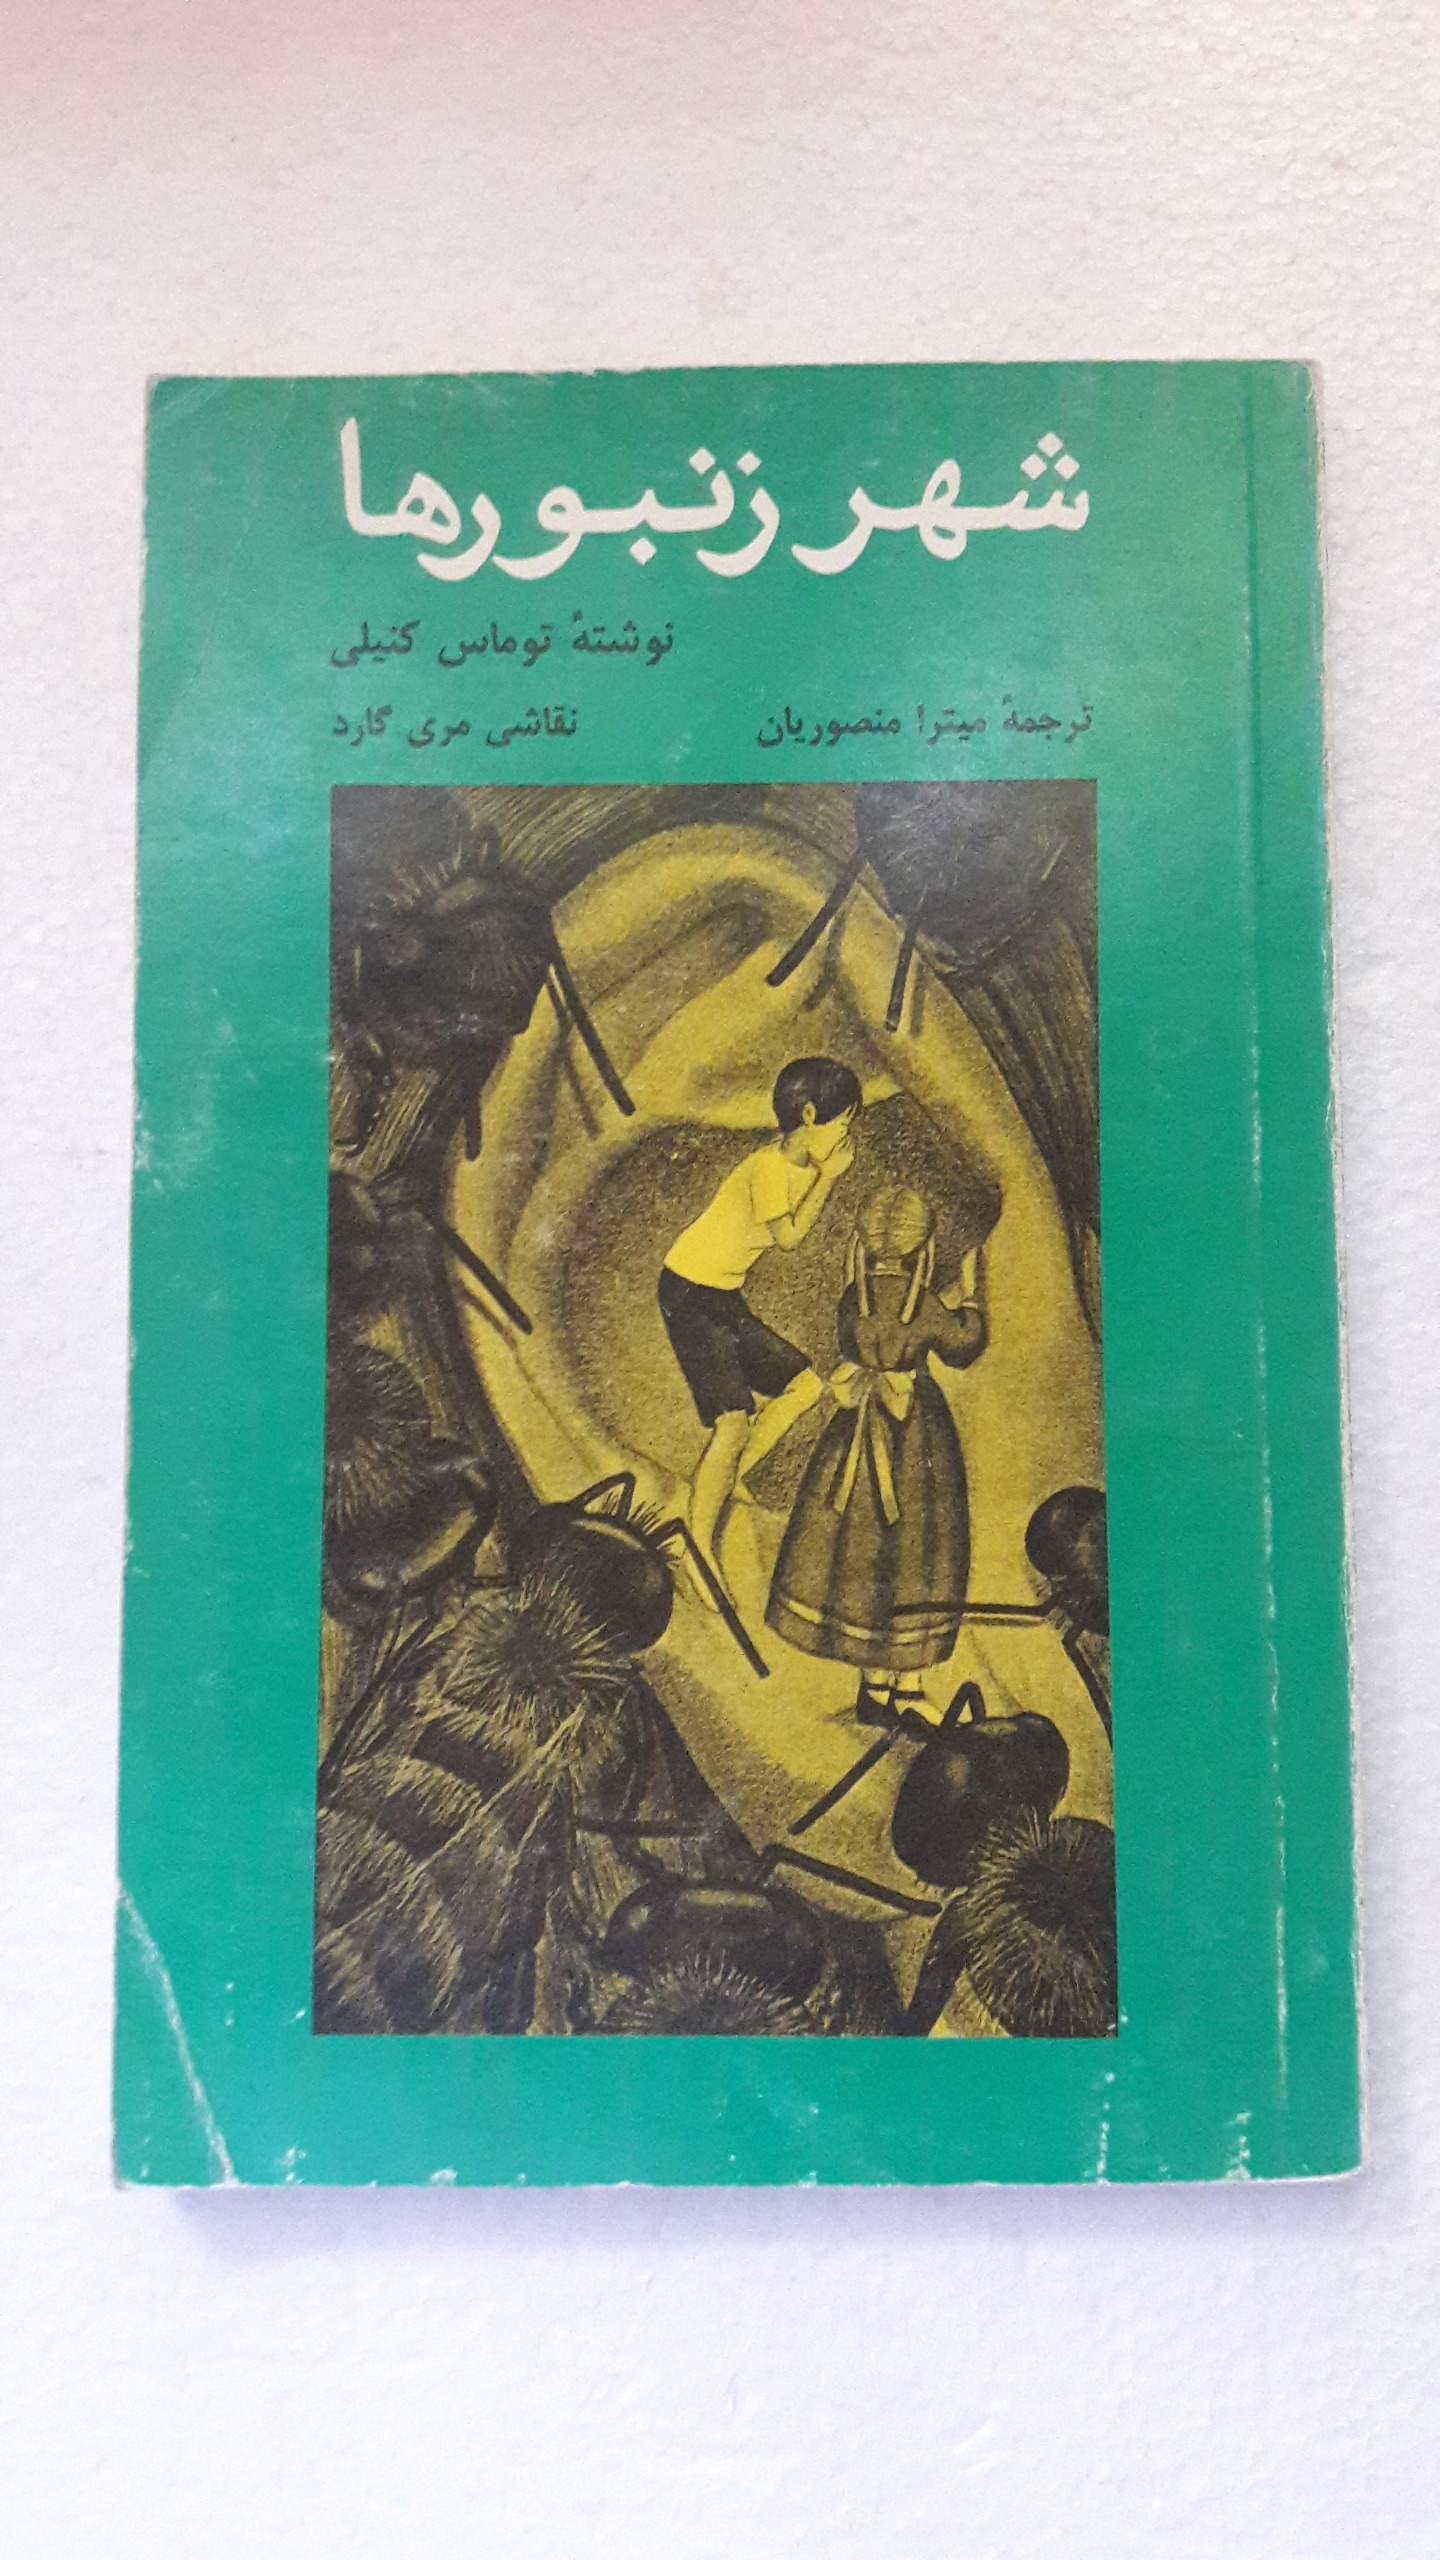 شهر زنبورها
نوشتهٔ توماس کنیلی
ترجمهٔ میترا منصوریان نقاشی مری گارد